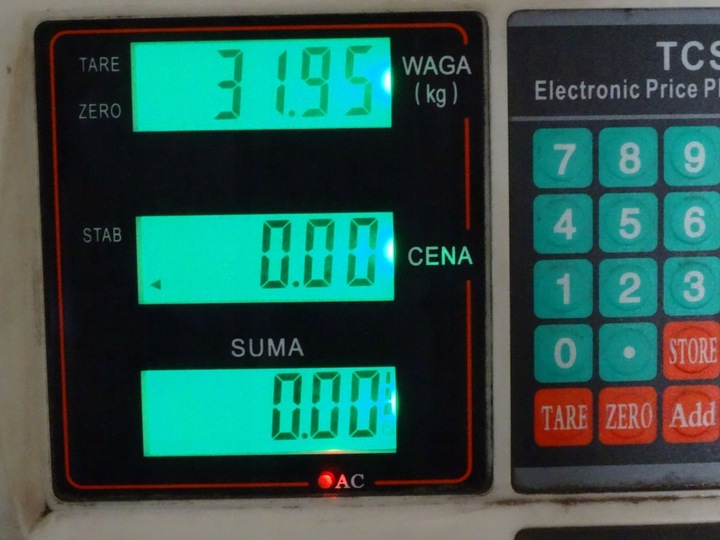 TARE
31.95
WAGA
(kg)
ZERO
STAB
0.00
CENA
SUMA
0.00
AC
TCS
Electronic Price Pl
7 8 9
4 5 6
1 2 3
0 • STORE
TARE ZERO Add